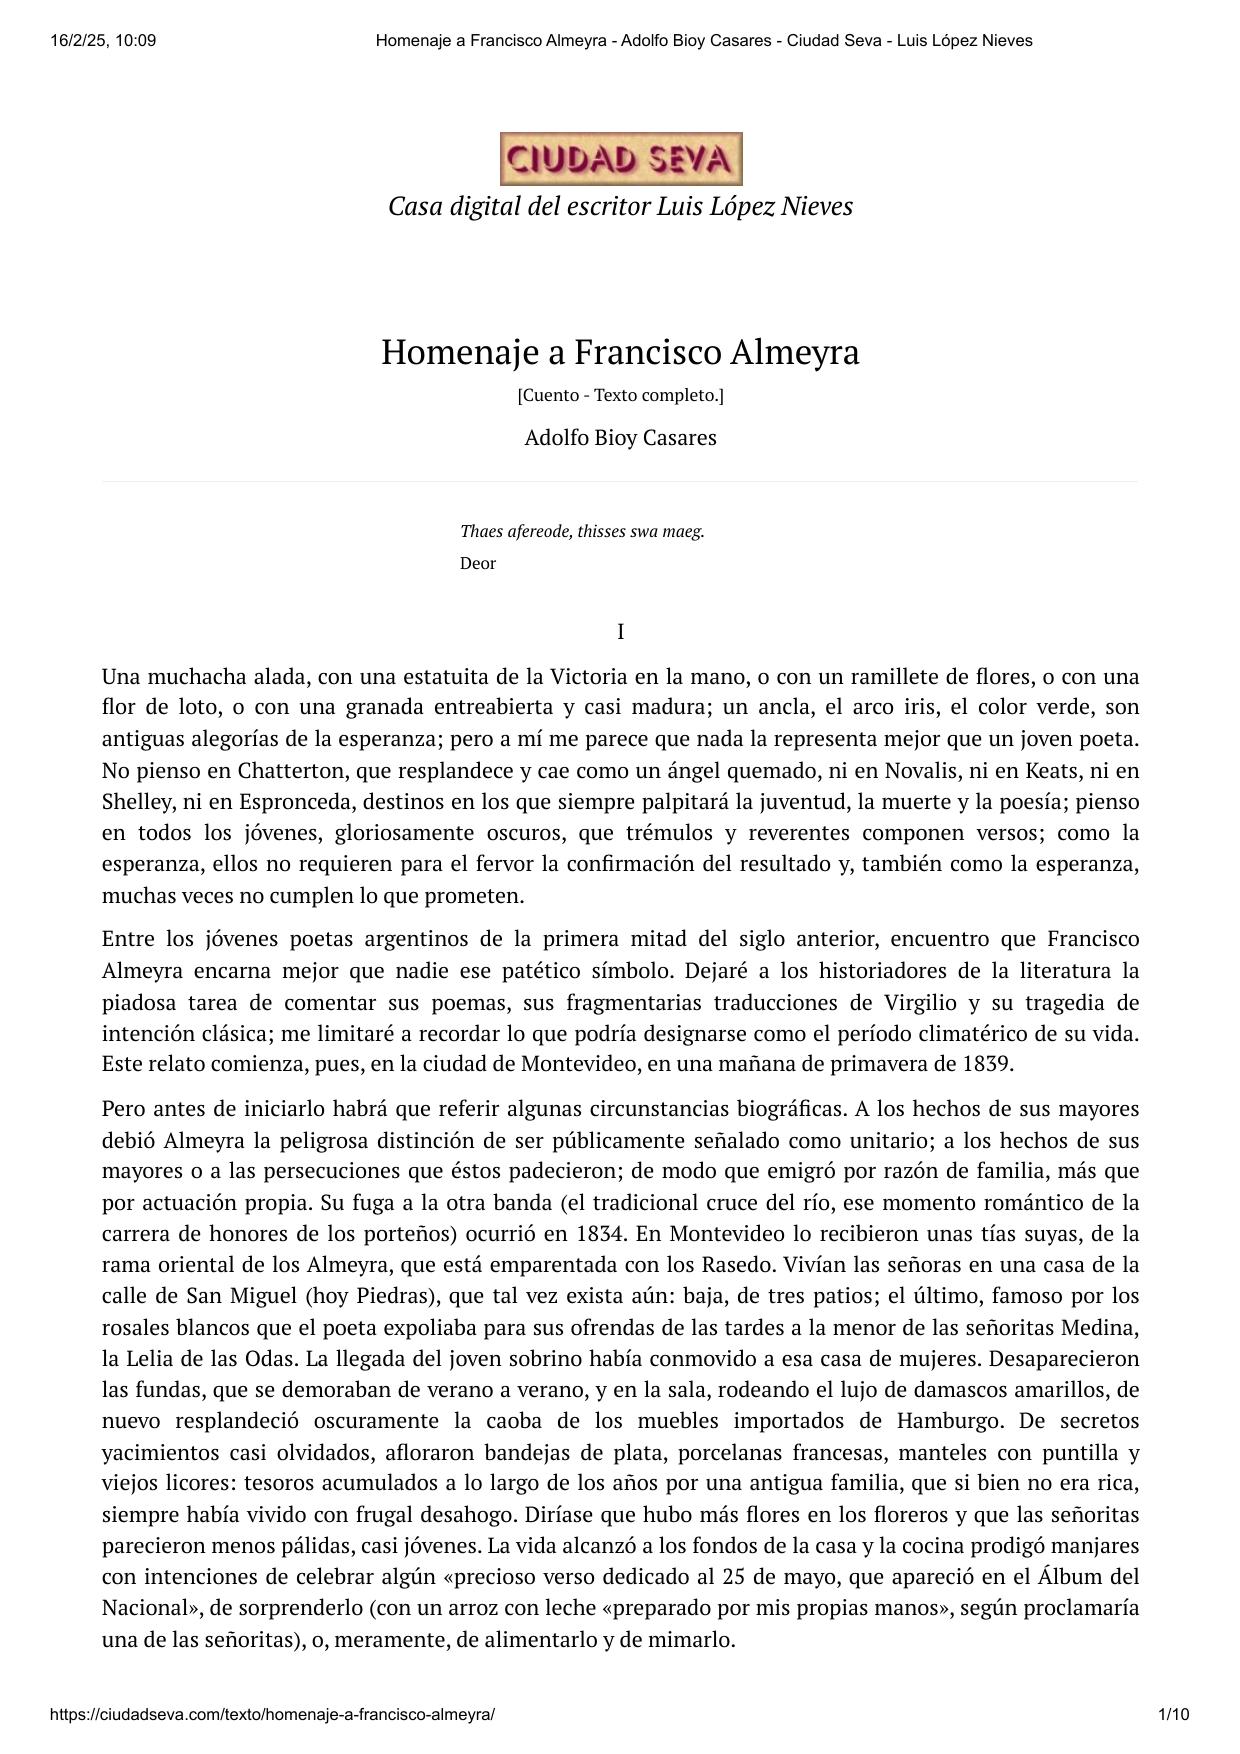 16/2/25, 10:09
Homenaje a Francisco Almeyra - Adolfo Bioy Casares - Ciudad Seva - Luis López Nieves
CIUDAD SEVA
Casa digital del escritor Luis López Nieves
Homenaje a Francisco Almeyra
[Cuento - Texto completo.]
Adolfo Bioy Casares
Thaes afereode, thisses swa maeg.
Deor
I
Una muchacha alada, con una estatuita de la Victoria en la mano, o con un ramillete de flores, o con una
flor de loto, o con una granada entreabierta y casi madura; un ancla, el arco iris, el color verde, son
antiguas alegorías de la esperanza; pero a mí me parece que nada la representa mejor que un joven poeta.
No pienso en Chatterton, que resplandece y cae como un ángel quemado, ni en Novalis, ni en Keats, ni en
Shelley, ni en Espronceda, destinos en los que siempre palpitará la juventud, la muerte y la poesía; pienso
en todos los jóvenes, gloriosamente oscuros, que trémulos y reverentes componen versos; como la
esperanza, ellos no requieren para el fervor la confirmación del resultado y, también como la esperanza,
muchas veces no cumplen lo que prometen.
Entre los jóvenes poetas argentinos de la primera mitad del siglo anterior, encuentro que Francisco
Almeyra encarna mejor que nadie ese patético símbolo. Dejaré a los historiadores de la literatura la
piadosa tarea de comentar sus poemas, sus fragmentarias traducciones de Virgilio y su tragedia de
intención clásica; me limitaré a recordar lo que podría designarse como el período climatérico de su vida.
Este relato comienza, pues, en la ciudad de Montevideo, en una mañana de primavera de 1839.
Pero antes de iniciarlo habrá que referir algunas circunstancias biográficas. A los hechos de sus mayores
debió Almeyra la peligrosa distinción de ser públicamente señalado como unitario; a los hechos de sus
mayores o a las persecuciones que éstos padecieron; de modo que emigró por razón de familia, más que
por actuación propia. Su fuga a la otra banda (el tradicional cruce del río, ese momento romántico de la
carrera de honores de los porteños) ocurrió en 1834. En Montevideo lo recibieron unas tías suyas, de la
rama oriental de los Almeyra, que está emparentada con los Rasedo. Vivían las señoras en una casa de la
calle de San Miguel (hoy Piedras), que tal vez exista aún: baja, de tres patios; el último, famoso por los
rosales blancos que el poeta expoliaba para sus ofrendas de las tardes a la menor de las señoritas Medina,
la Lelia de las Odas. La llegada del joven sobrino había conmovido a esa casa de mujeres. Desaparecieron
las fundas, que se demoraban de verano a verano, y en la sala, rodeando el lujo de damascos amarillos, de
nuevo resplandeció oscuramente la caoba de los muebles importados de Hamburgo. De secretos
yacimientos casi olvidados, afloraron bandejas de plata, porcelanas francesas, manteles con puntilla y
viejos licores: tesoros acumulados a lo largo de los años por una antigua familia, que si bien no era rica,
siempre había vivido con frugal desahogo. Diríase que hubo más flores en los floreros y que las señoritas
parecieron menos pálidas, casi jóvenes. La vida alcanzó a los fondos de la casa y la cocina prodigó manjares
con intenciones de celebrar algún «precioso verso dedicado al 25 de mayo, que apareció en el Álbum del
Nacional», de sorprenderlo (con un arroz con leche «preparado por mis propias manos», según proclamaría
una de las señoritas), o, meramente, de alimentarlo y de mimarlo.
https://ciudadseva.com/texto/homenaje-a-francisco-almeyra/
1/10